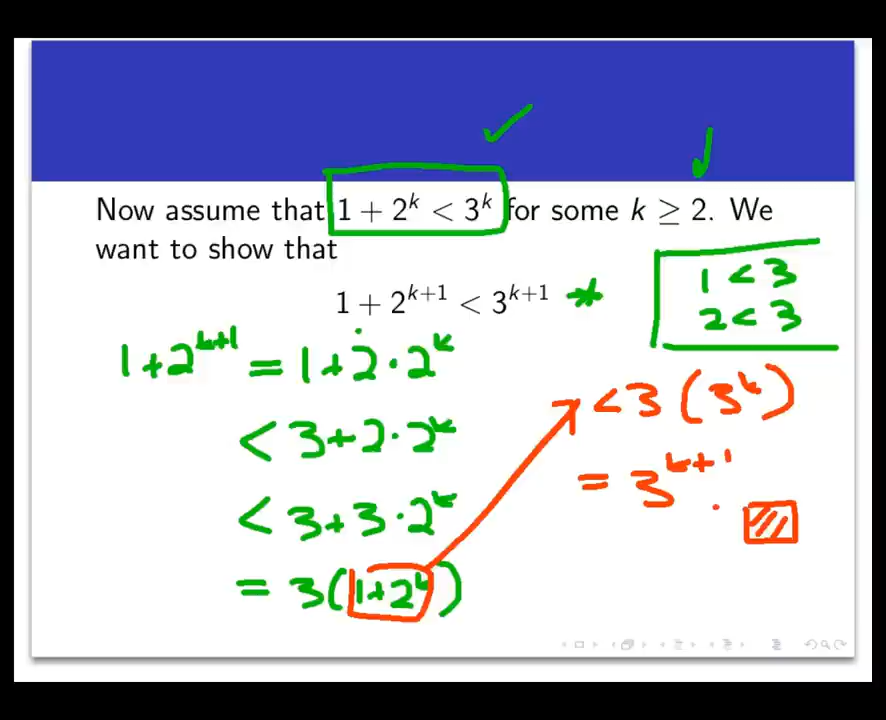 Now assume that 1 + 2^k < 3^k for some k ≥ 2. We
want to show that
1 + 2^{k+1} < 3^{k+1} *
1 < 3
2 < 3
1+2^{k+1} = 1+2·2^k
< 3+2·2^k
< 3+3·2^k
= 3(1+2^k)
< 3(3^k)
= 3^{k+1}.